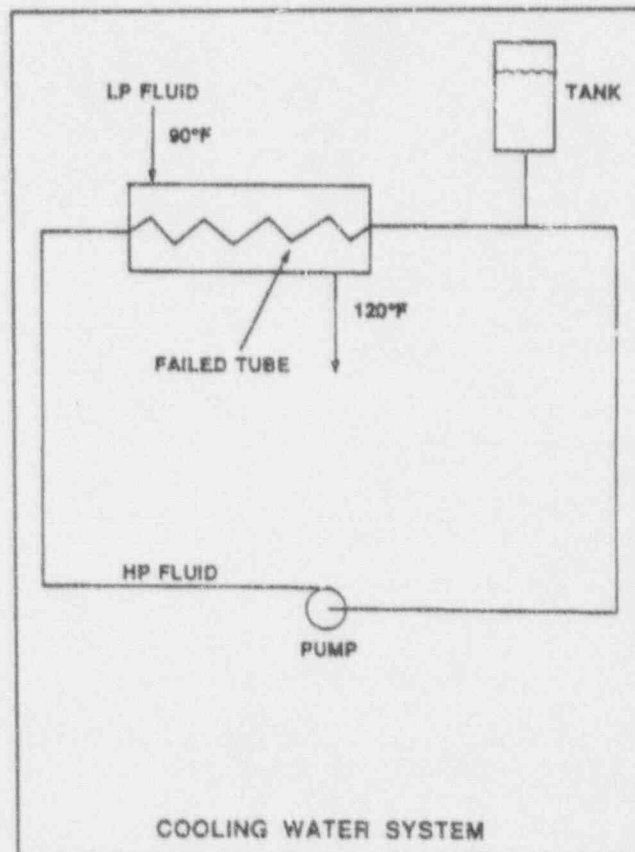 LP FLUID
90°F
TANK
120°F
FAILED TUBE
HP FLUID
PUMP
COOLING WATER SYSTEM